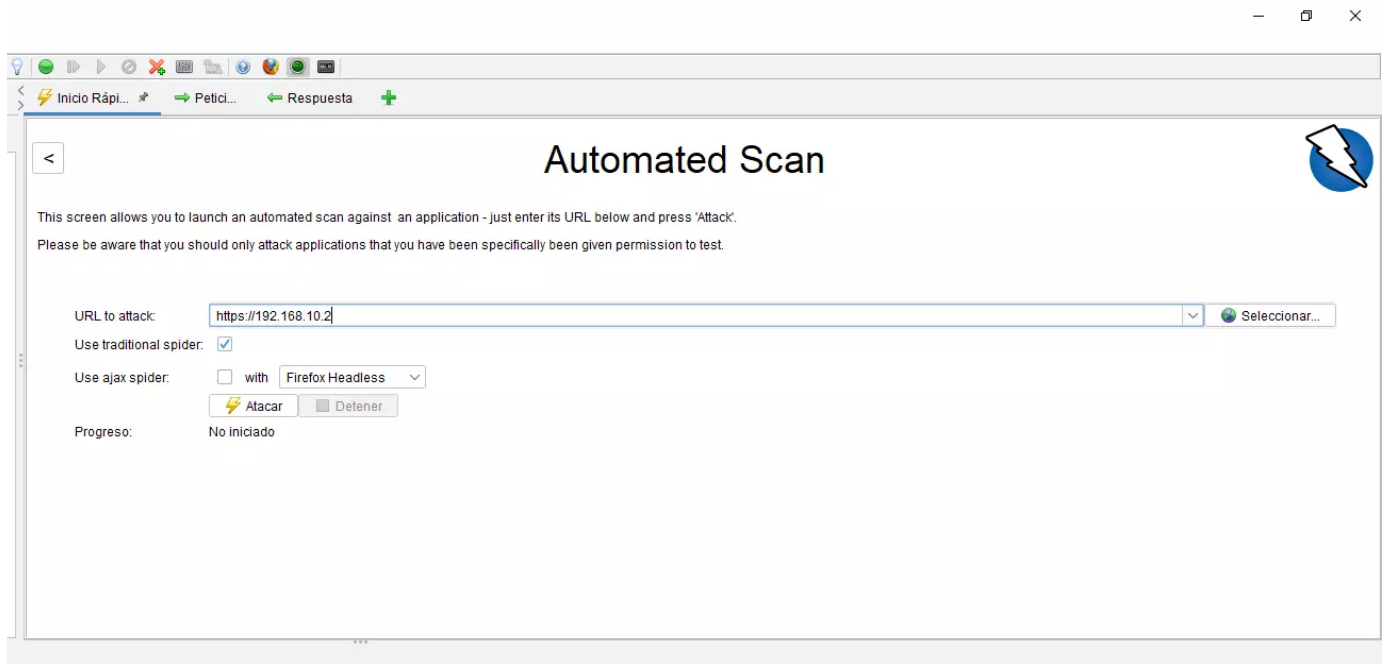 Inicio Rápi... Petici... Respuesta
<
Automated Scan
This screen allows you to launch an automated scan against an application - just enter its URL below and press 'Attack'.
Please be aware that you should only attack applications that you have been specifically been given permission to test.
URL to attack: https://192.168.10.2 Seleccionar...
Use traditional spider:
Use ajax spider: with Firefox Headless
Atacar Detener
Progreso: No iniciado